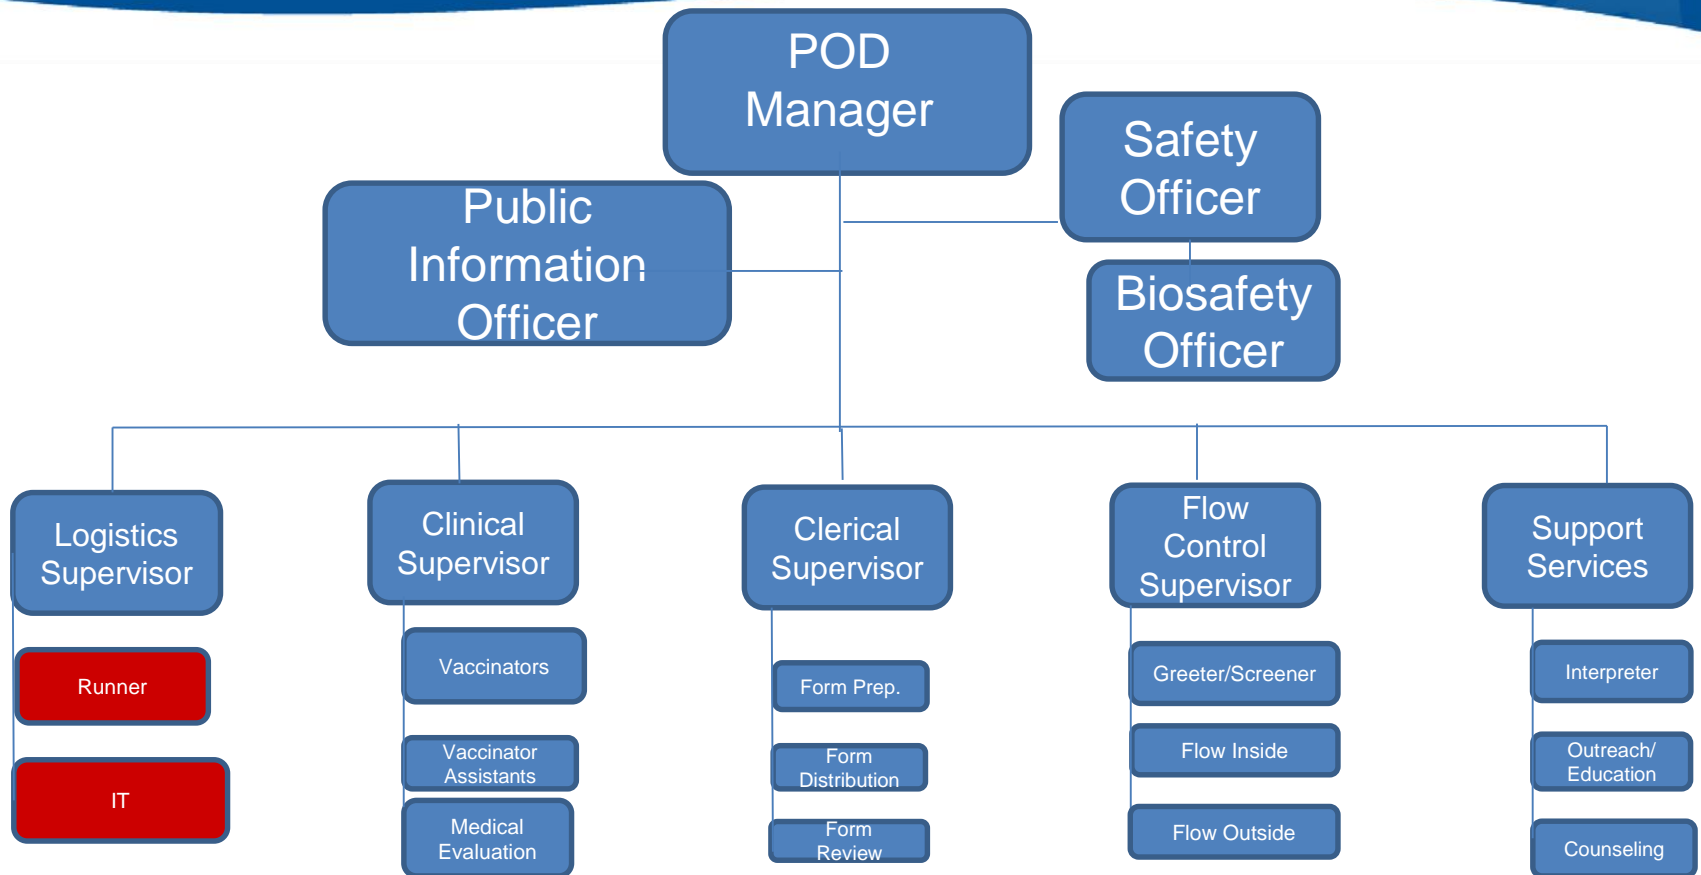 POD
Manager
Safety
Officer
Public
Information
Officer
Biosafety
Officer
Logistics
Supervisor
Runner
IT
Clinical
Supervisor
Vaccinators
Vaccinator
Assistants
Medical
Evaluation
Clerical
Supervisor
Form Prep.
Form
Distribution
Form
Review
Flow
Control
Supervisor
Greeter/Screener
Flow Inside
Flow Outside
Support
Services
Interpreter
Outreach/
Education
Counseling